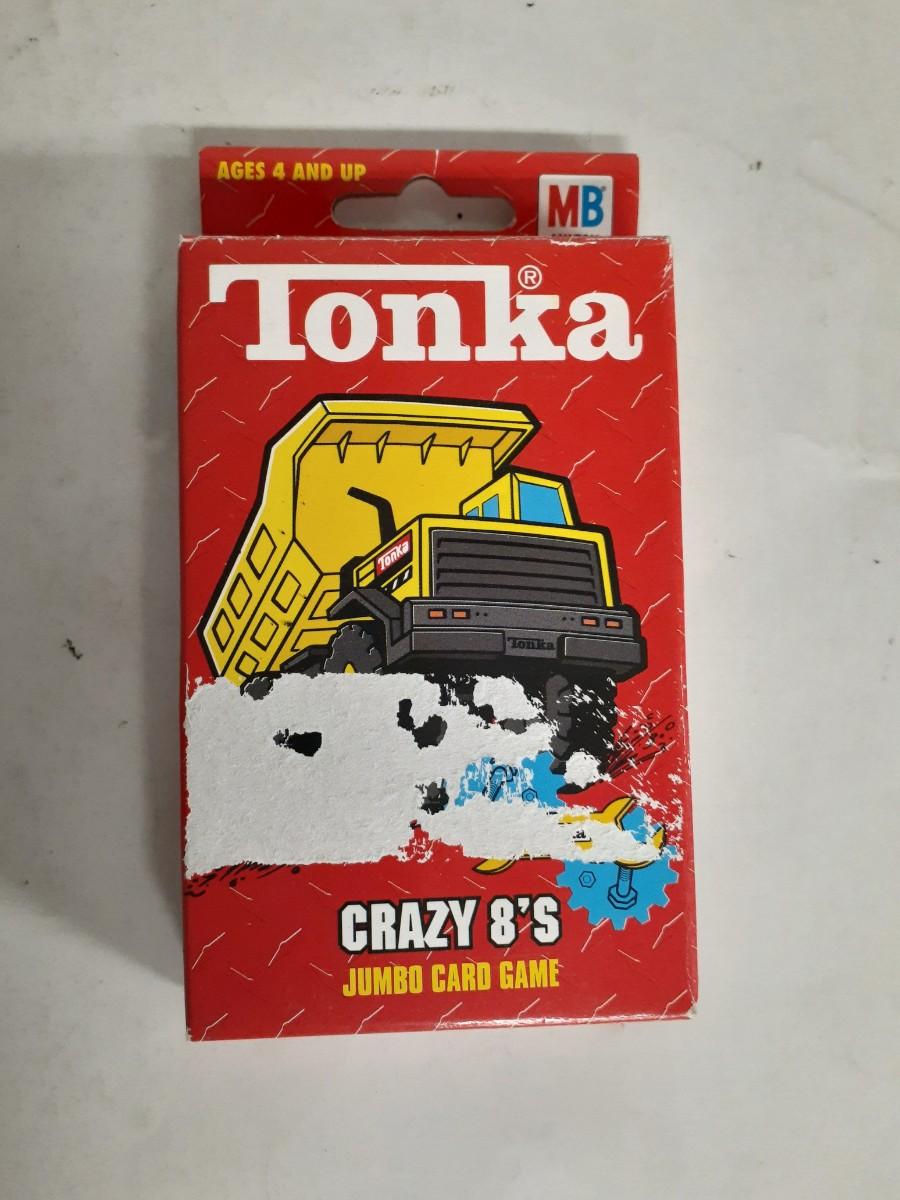 AGES 4 AND UP
MB®
Tonka®
Tonka
Tonka
CRAZY 8'S
JUMBO CARD GAME